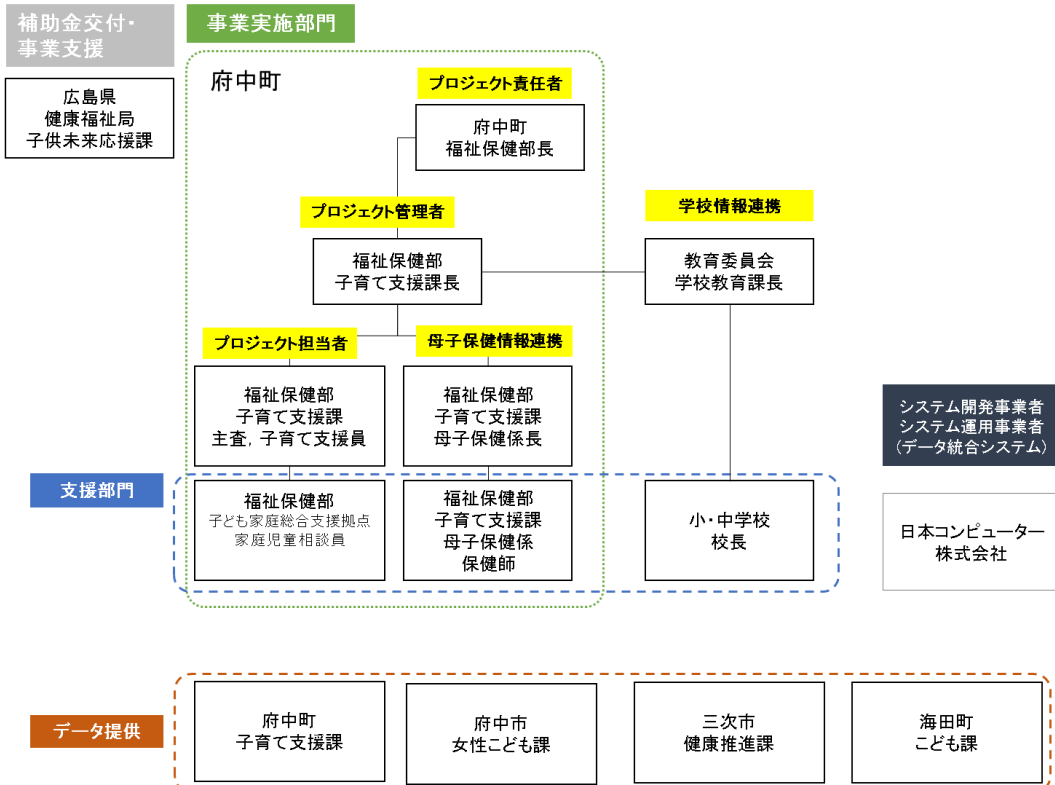 補助金交付・
事業支援
事業実施部門
広島県
健康福祉局
子供未来応援課
府中町
プロジェクト責任者
府中町
福祉保健部長
プロジェクト管理者
学校情報連携
福祉保健部
子育て支援課長
教育委員会
学校教育課長
プロジェクト担当者
母子保健情報連携
福祉保健部
子育て支援課
主査, 子育て支援員
福祉保健部
子育て支援課
母子保健係長
システム開発事業者
システム運用事業者
(データ統合システム)
支援部門
福祉保健部
子ども家庭総合支援拠点
家庭児童相談員
福祉保健部
子育て支援課
母子保健係
保健師
小・中学校
校長
日本コンピューター
株式会社
データ提供
府中町
子育て支援課
府中市
女性こども課
三次市
健康推進課
海田町
こども課